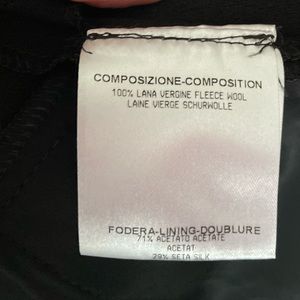 COMPOSIZIONE-COMPOSITION
100% LANA VERGINE FLEECE WOOL
LAINE VIERGE SCHURWOLLE
FODERA-LINING-DOUBLURE
71% ACETATO ACETATE
ACETAT
29% SETA SILK